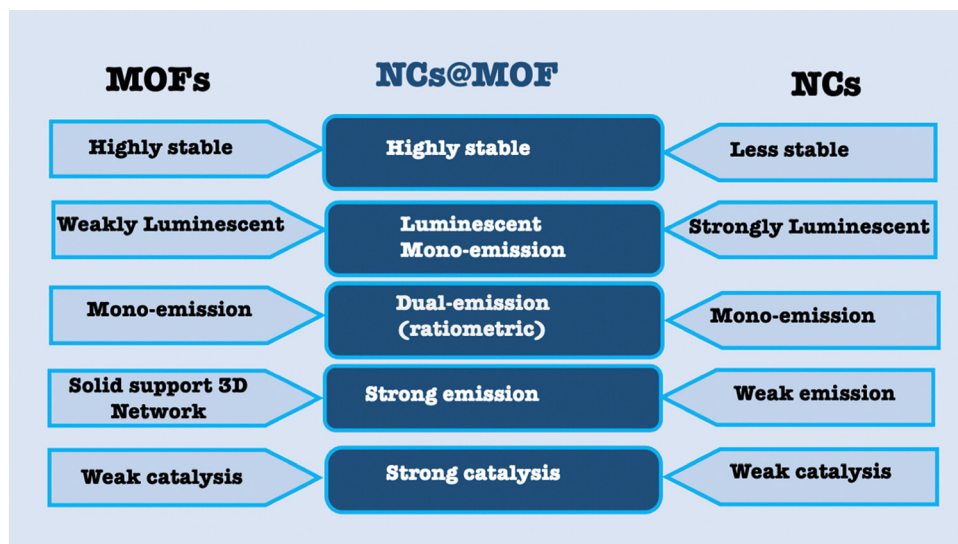 MOFs
NCs@MOF
NCs
Highly stable
Highly stable
Less stable
Weakly Luminescent
Luminescent
Mono-emission
Strongly Luminescent
Mono-emission
Dual-emission
(ratiometric)
Mono-emission
Solid support 3D
Network
Strong emission
Weak emission
Weak catalysis
Strong catalysis
Weak catalysis